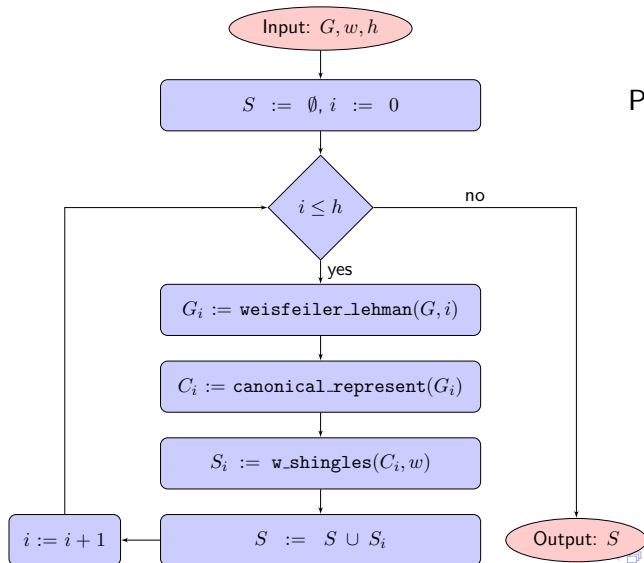 Input: G, w, h
S := ∅, i := 0
P
i ≤ h
no
yes
G_i := weisfeiler_lehman(G, i)
C_i := canonical_represent(G_i)
S_i := w_shingles(C_i, w)
i := i + 1
S := S ∪ S_i
Output: S